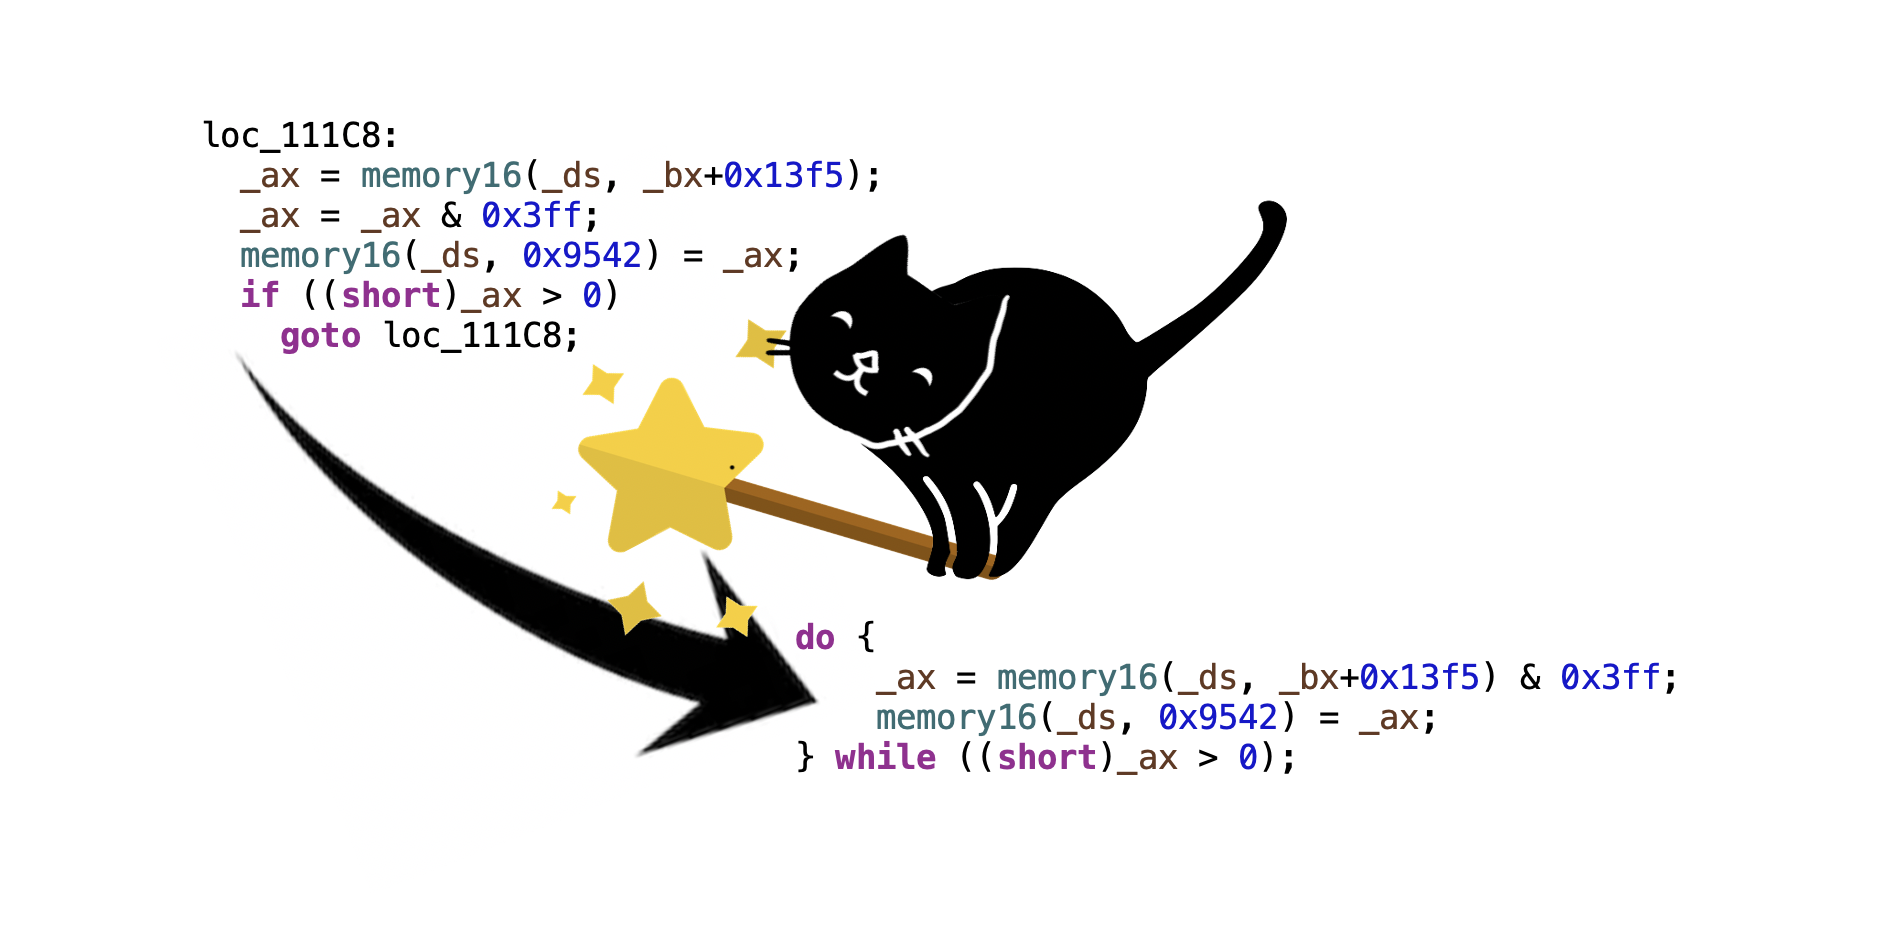 loc_111C8:
_ax = memory16(_ds, _bx+0x13f5);
_ax = _ax & 0x3ff;
memory16(_ds, 0x9542) = _ax;
if ((short)_ax > 0)
goto loc_111C8;
do {
_ax = memory16(_ds, _bx+0x13f5) & 0x3ff;
memory16(_ds, 0x9542) = _ax;
} while ((short)_ax > 0);